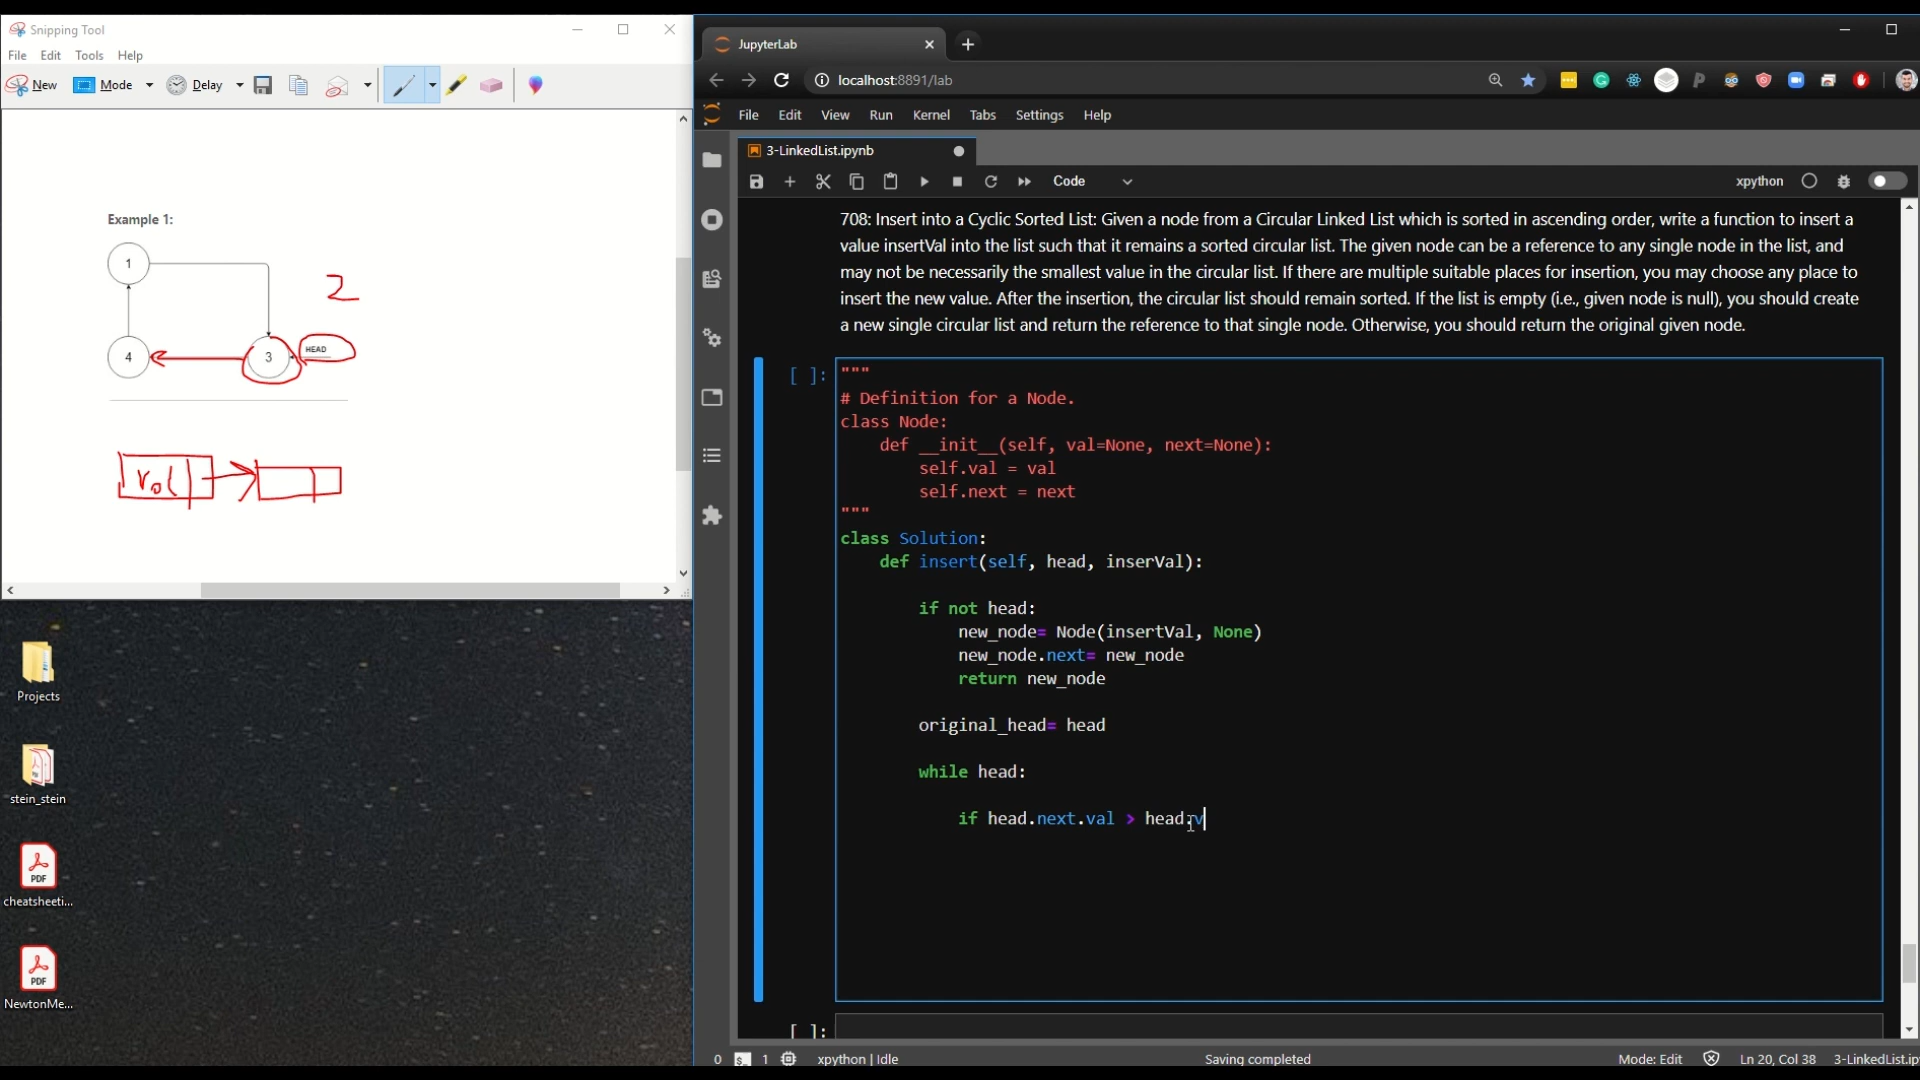 Snipping Tool
File Edit Tools Help
New Mode Delay
Example 1:
1
2
4
3
HEAD
val
Projects
stein_stein
PDF
cheatsheeti...
PDF
NewtonMe...
JupyterLab
localhost:8891/lab
File Edit View Run Kernel Tabs Settings Help
3-LinkedList.ipynb
Code
xpython
708: Insert into a Cyclic Sorted List: Given a node from a Circular Linked List which is sorted in ascending order, write a function to insert a
value insertVal into the list such that it remains a sorted circular list. The given node can be a reference to any single node in the list, and
may not be necessarily the smallest value in the circular list. If there are multiple suitable places for insertion, you may choose any place to
insert the new value. After the insertion, the circular list should remain sorted. If the list is empty (i.e., given node is null), you should create
a new single circular list and return the reference to that single node. Otherwise, you should return the original given node.
[ ]:
"""
# Definition for a Node.
class Node:
def __init__(self, val=None, next=None):
self.val = val
self.next = next
"""
class Solution:
def insert(self, head, inserVal):
if not head:
new_node= Node(insertVal, None)
new_node.next= new_node
return new_node
original_head= head
while head:
if head.next.val > head.v
[ ]:
0 1 xpython | Idle Saving completed Mode: Edit Ln 20, Col 38 3-LinkedList.ip